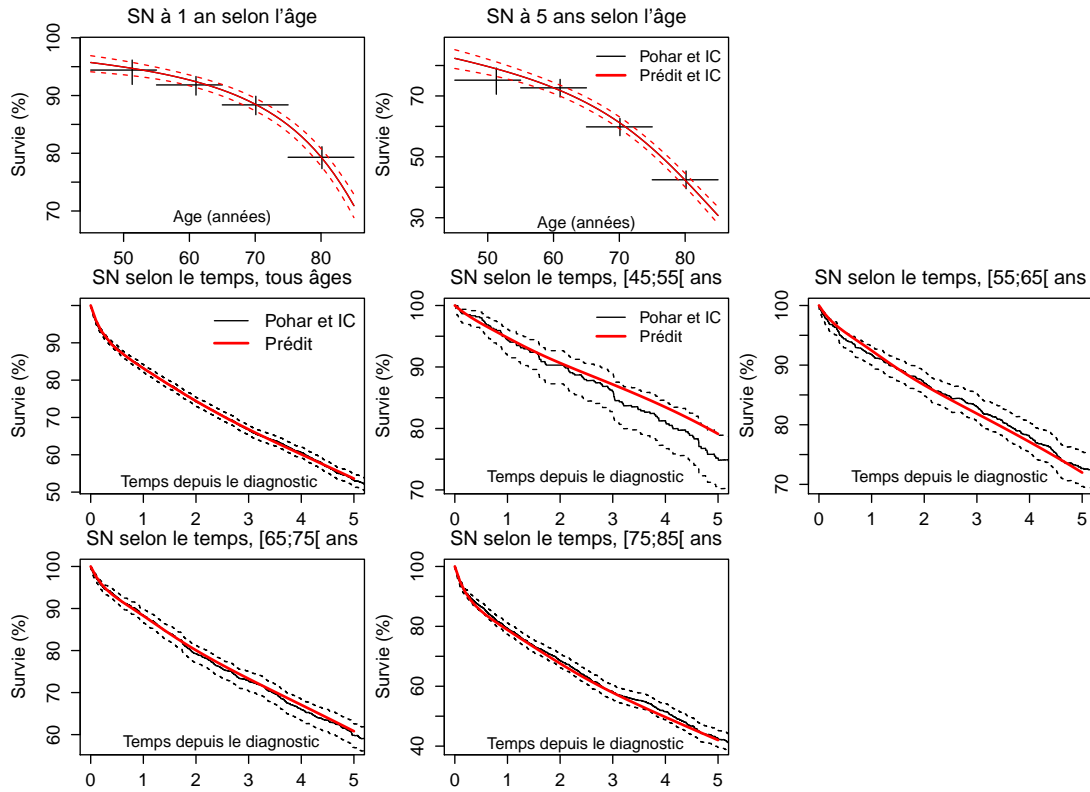 SN à 1 an selon l'âge
SN à 5 ans selon l'âge
Survie (%)
100
90
80
70
Age (années)
50
60
70
80
Survie (%)
70
50
30
Pohar et IC
Prédit et IC
Age (années)
50
60
70
80
SN selon le temps, tous âges
SN selon le temps, [45;55[ ans
SN selon le temps, [55;65[ ans
Survie (%)
90
80
70
60
50
Pohar et IC
Prédit
Temps depuis le diagnostic
0
1
2
3
4
5
Survie (%)
100
90
80
70
Pohar et IC
Prédit
Temps depuis le diagnostic
0
1
2
3
4
5
Survie (%)
100
90
80
70
Temps depuis le diagnostic
0
1
2
3
4
5
SN selon le temps, [65;75[ ans
SN selon le temps, [75;85[ ans
Survie (%)
100
90
80
70
60
Temps depuis le diagnostic
0
1
2
3
4
5
Survie (%)
100
80
60
40
Temps depuis le diagnostic
0
1
2
3
4
5